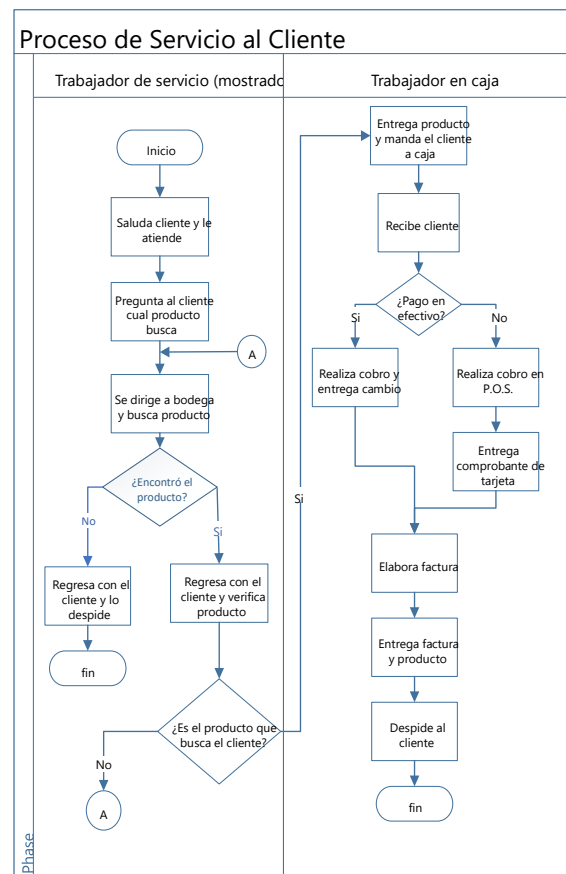 Proceso de Servicio al Cliente
Trabajador de servicio (mostrado
Trabajador en caja
Inicio
Saluda cliente y le
atiende
Pregunta al cliente
cual producto
busca
A
Se dirige a bodega
y busca producto
¿Encontró el
producto?
No
Si
Regresa con el
cliente y lo
despide
Regresa con el
cliente y verifica
producto
fin
¿Es el producto que
busca el cliente?
No
A
Si
Entrega producto
y manda el cliente
a caja
Recibe cliente
¿Pago en
efectivo?
Si
No
Realiza cobro y
entrega cambio
Realiza cobro en
P.O.S.
Entrega
comprobante de
tarjeta
Elabora factura
Entrega factura
y producto
Despide al
cliente
fin
Phase